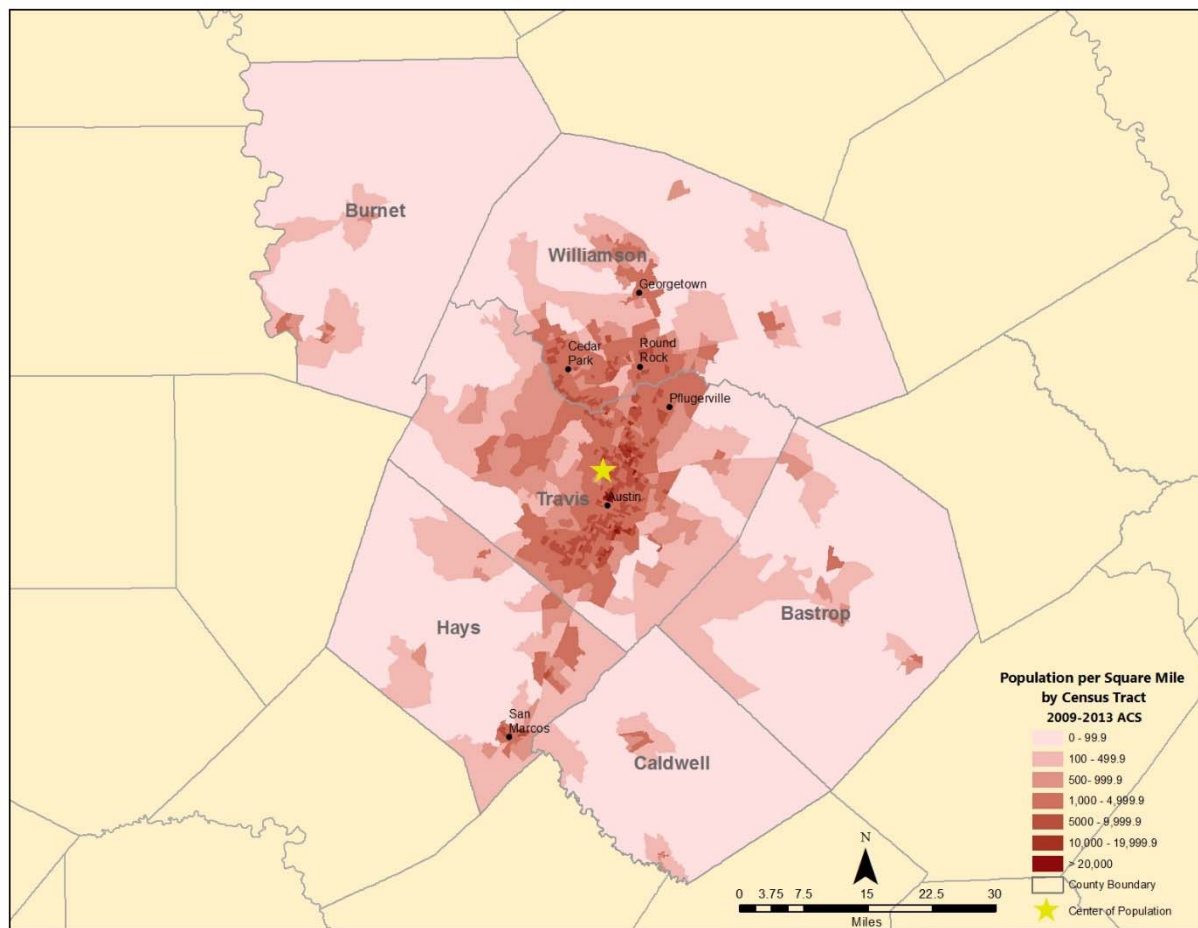 Burnet
Williamson
Georgetown
Cedar
Park
Round
Rock
Pflugerville
Travis
Austin
Hays
Bastrop
San
Marcos
Caldwell
Population per Square Mile
by Census Tract
2009-2013 ACS
0 - 99.9
100 - 499.9
500- 999.9
1,000 - 4,999.9
5000 - 9,999.9
10,000 - 19,999.9
> 20,000
County Boundary
Center of Population
N
0 3.75 7.5 15 22.5 30
Miles